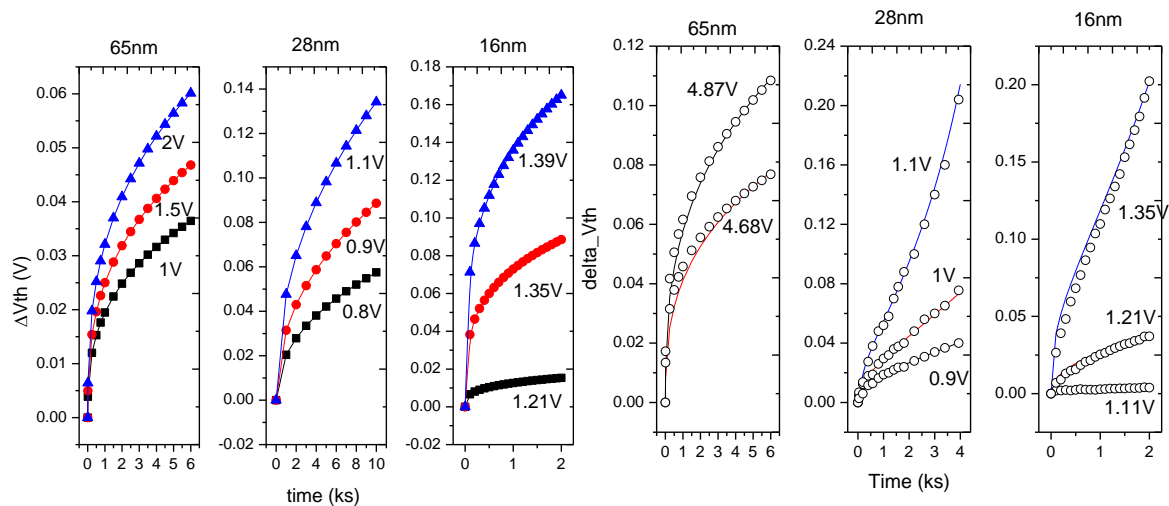 65nm
28nm
16nm
ΔVth (V)
0.06
0.05
0.04
0.03
0.02
0.01
0.00
2V
1.5V
1V
0 1 2 3 4 5 6
0.14
0.12
0.10
0.08
0.06
0.04
0.02
0.00
-0.02
1.1V
0.9V
0.8V
0 2 4 6 8 10
time (ks)
0.18
0.16
0.14
0.12
0.10
0.08
0.06
0.04
0.02
0.00
-0.02
1.39V
1.35V
1.21V
0 1 2
65nm
28nm
16nm
delta_Vth
0.12
0.10
0.08
0.06
0.04
0.02
0.00
4.87V
4.68V
0 1 2 3 4 5 6
0.24
0.20
0.16
0.12
0.08
0.04
0.00
1.1V
1V
0.9V
0 1 2 3 4
Time (ks)
0.20
0.15
0.10
0.05
0.00
1.35V
1.21V
1.11V
0 1 2